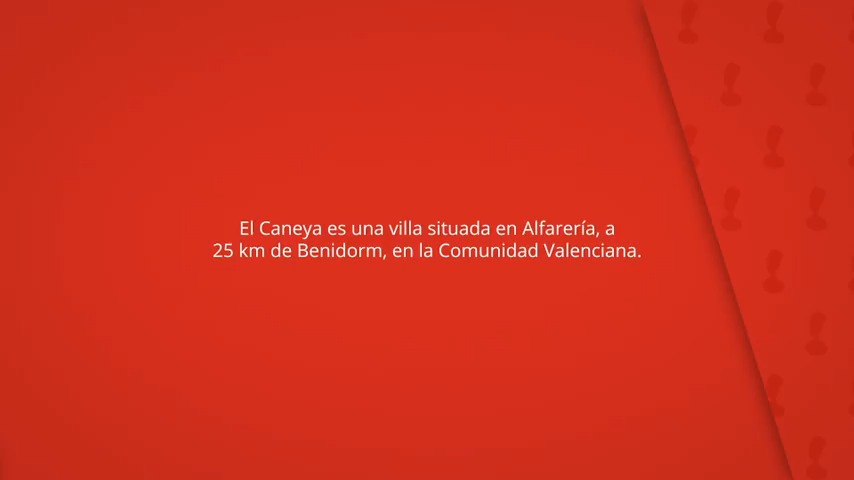 El Caneya es una villa situada en Alfarería, a
25 km de Benidorm, en la Comunidad Valenciana.